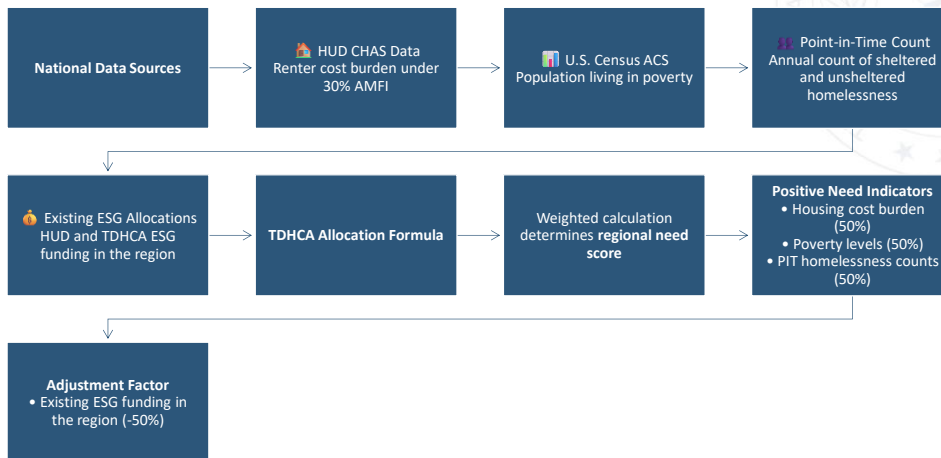 National Data Sources
🏠 HUD CHAS Data
Renter cost burden under
30% AMFI
📊 U.S. Census ACS
Population living in poverty
👥 Point-in-Time Count
Annual count of sheltered
and unsheltered
homelessness
💰 Existing ESG Allocations
HUD and TDHCA ESG
funding in the region
TDHCA Allocation Formula
Weighted calculation
determines regional need
score
Positive Need Indicators
• Housing cost burden
(50%)
• Poverty levels (50%)
• PIT homelessness counts
(50%)
Adjustment Factor
• Existing ESG funding in
the region (-50%)